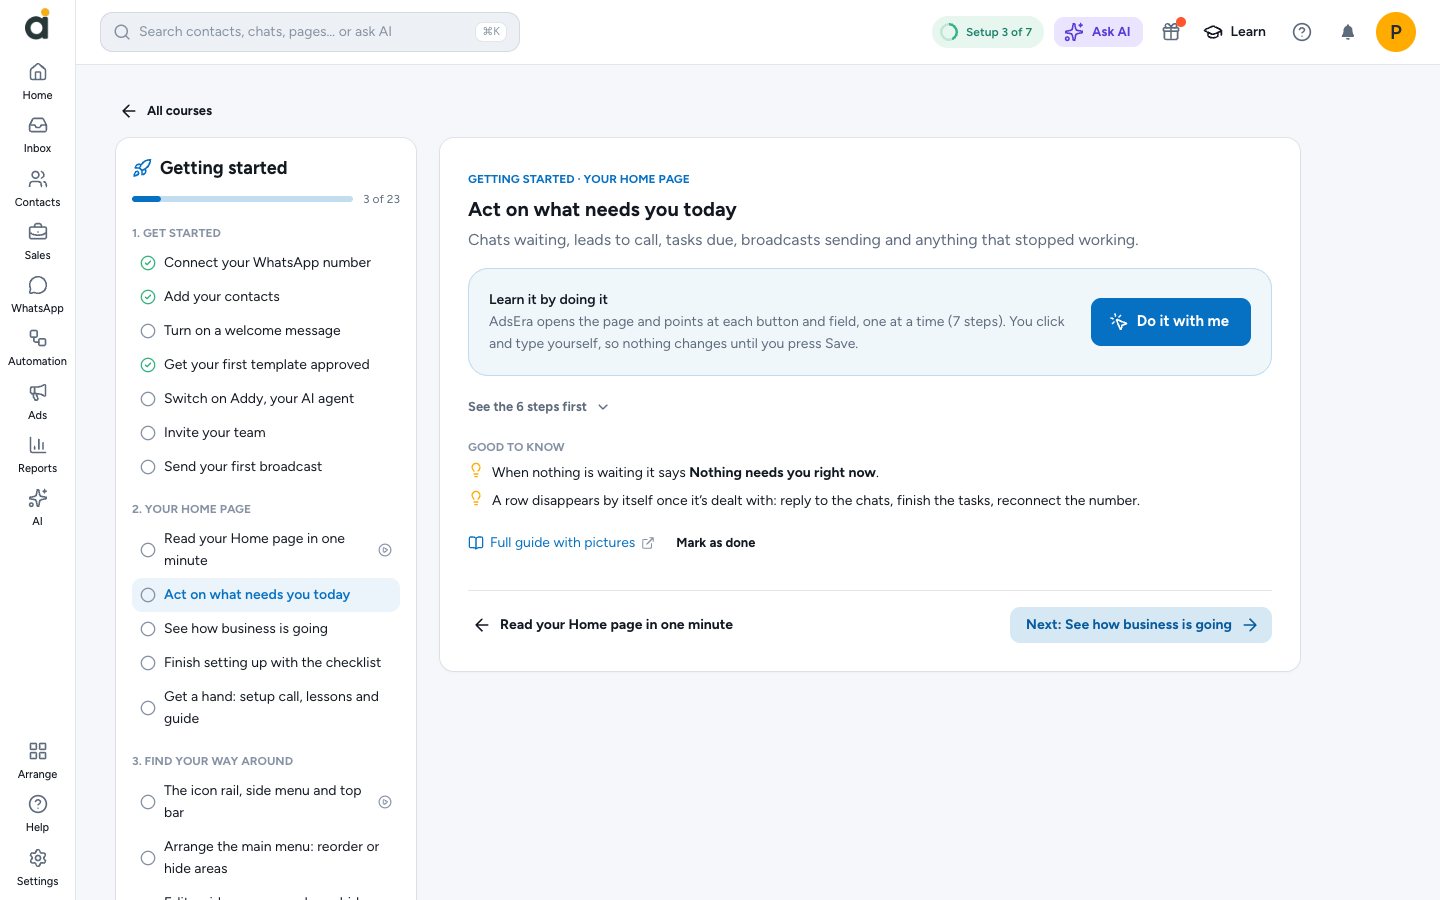 a
Search contacts, chats, pages... or ask AI
⌘K
Setup 3 of 7
Ask AI
Learn
P
Home
Inbox
Contacts
Sales
WhatsApp
Automation
Ads
Reports
AI
Arrange
Help
Settings
All courses
Getting started
3 of 23
1. GET STARTED
Connect your WhatsApp number
Add your contacts
Turn on a welcome message
Get your first template approved
Switch on Addy, your AI agent
Invite your team
Send your first broadcast
2. YOUR HOME PAGE
Read your Home page in one
minute
Act on what needs you today
See how business is going
Finish setting up with the checklist
Get a hand: setup call, lessons and
guide
3. FIND YOUR WAY AROUND
The icon rail, side menu and top
bar
Arrange the main menu: reorder or
hide areas
GETTING STARTED · YOUR HOME PAGE
Act on what needs you today
Chats waiting, leads to call, tasks due, broadcasts sending and anything that stopped working.
Learn it by doing it
AdsEra opens the page and points at each button and field, one at a time (7 steps). You click
and type yourself, so nothing changes until you press Save.
Do it with me
See the 6 steps first
GOOD TO KNOW
When nothing is waiting it says Nothing needs you right now.
A row disappears by itself once it's dealt with: reply to the chats, finish the tasks, reconnect the number.
Full guide with pictures
Mark as done
Read your Home page in one minute
Next: See how business is going